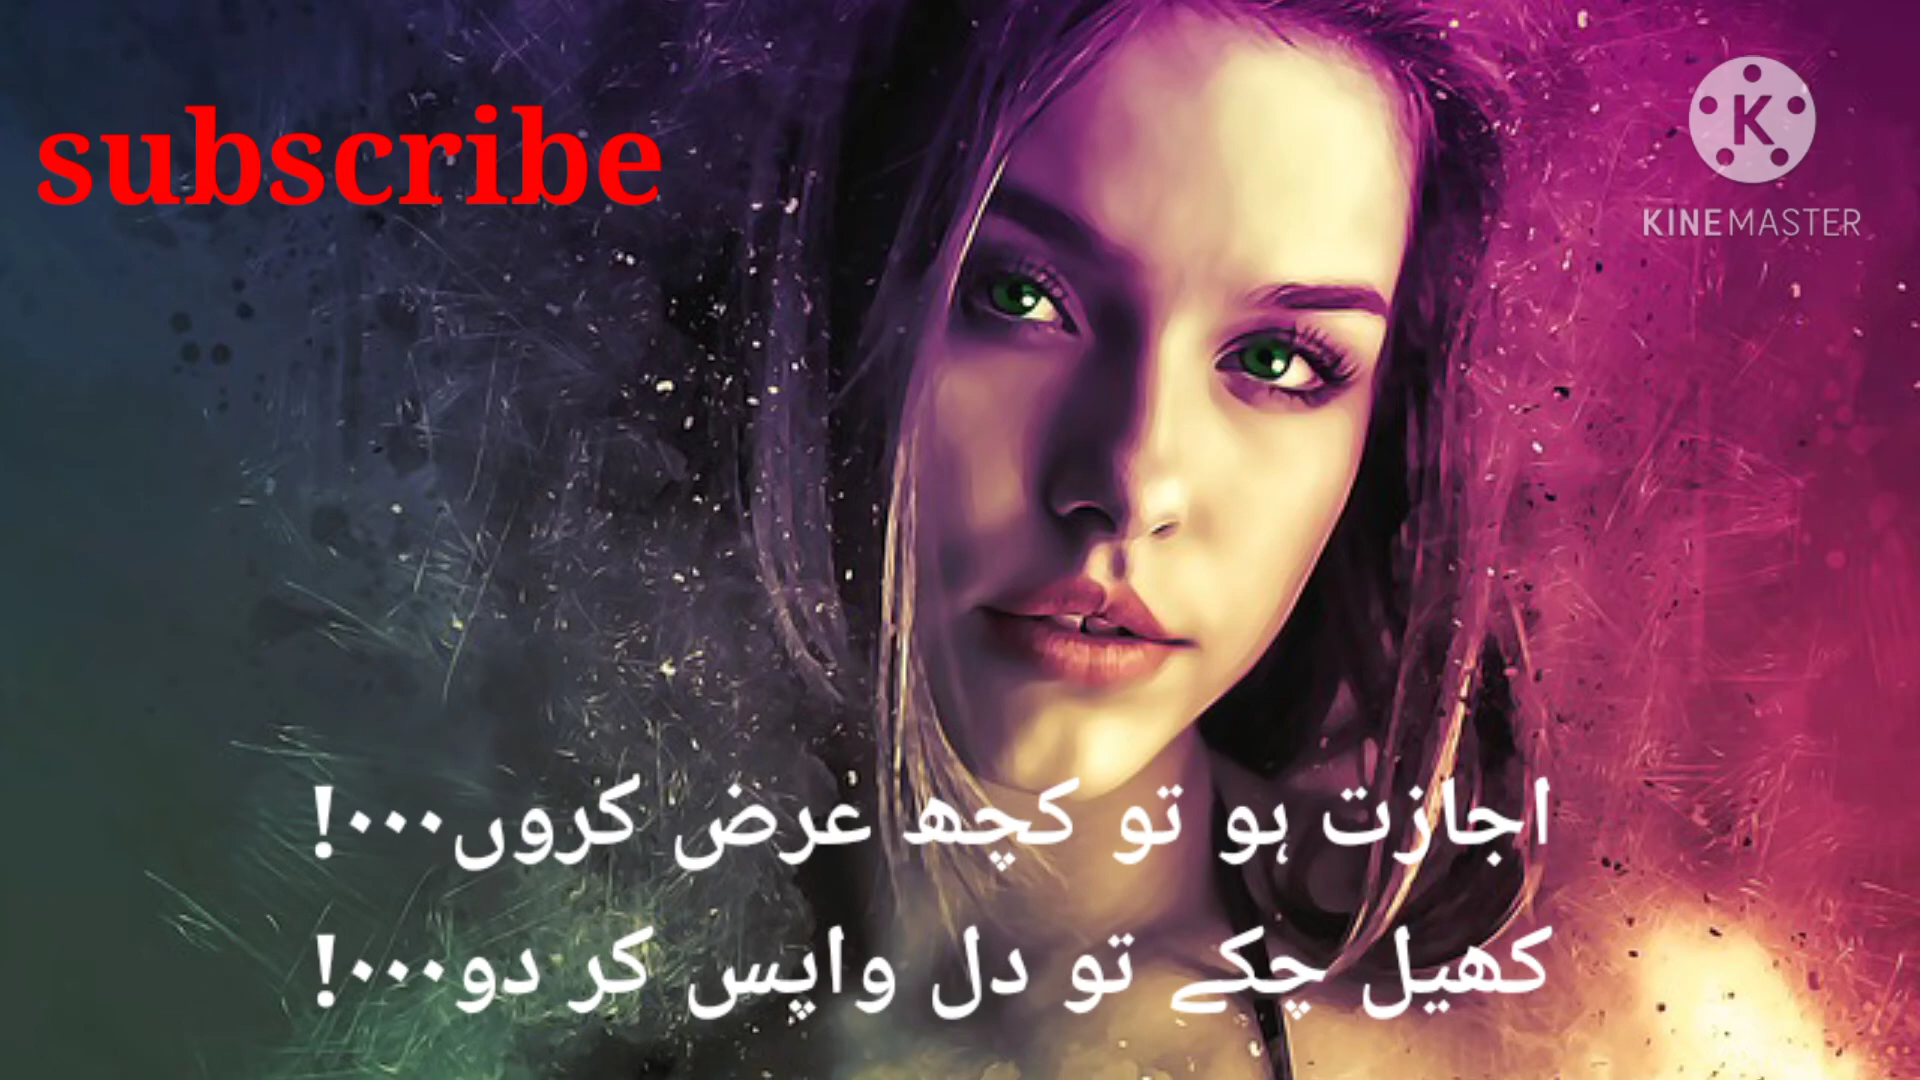 subscribe
K
KINEMASTER
اجازت ہو تو کچھ عرض کروں...!
کھیل چکے تو دل واپس کر دو...!